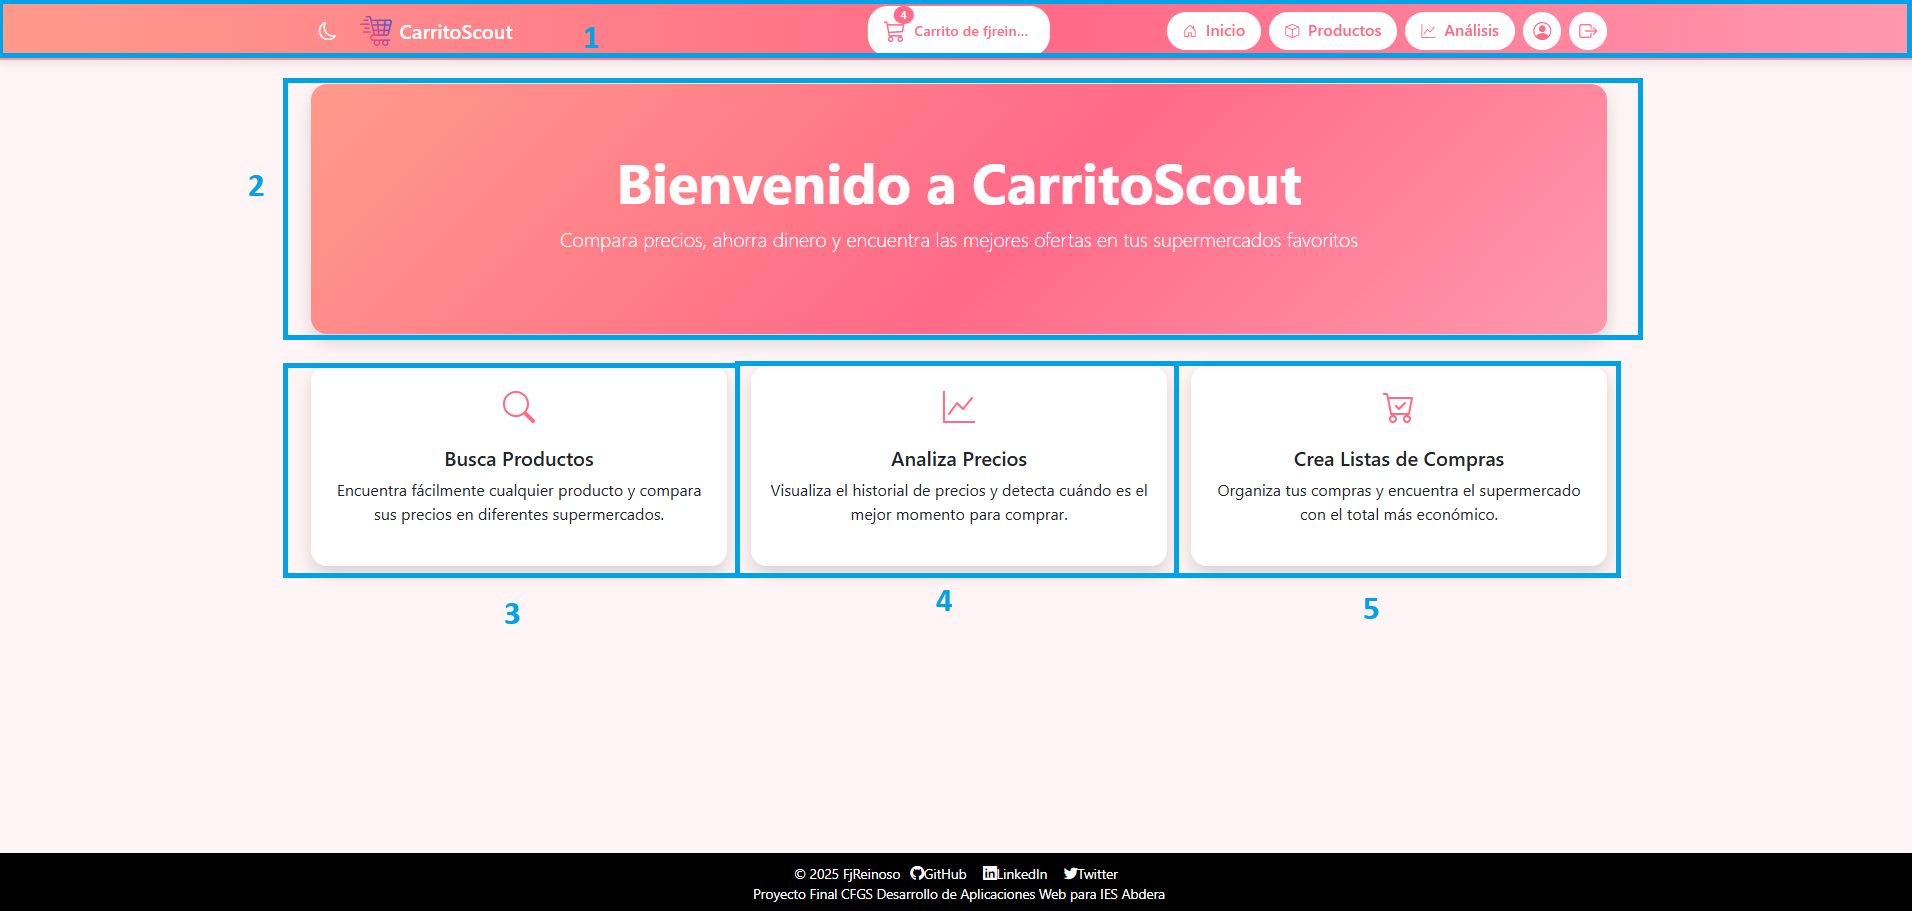 CarritoScout
1
4
Carrito de fjrein...
Inicio
Productos
Análisis
2
Bienvenido a CarritoScout
Compara precios, ahorra dinero y encuentra las mejores ofertas en tus supermercados favoritos
Busca Productos
Encuentra fácilmente cualquier producto y compara
sus precios en diferentes supermercados.
3
Analiza Precios
Visualiza el historial de precios y detecta cuándo es el
mejor momento para comprar.
4
Crea Listas de Compras
Organiza tus compras y encuentra el supermercado
con el total más económico.
5
© 2025 FjReinoso GitHub LinkedIn Twitter
Proyecto Final CFGS Desarrollo de Aplicaciones Web para IES Abdera